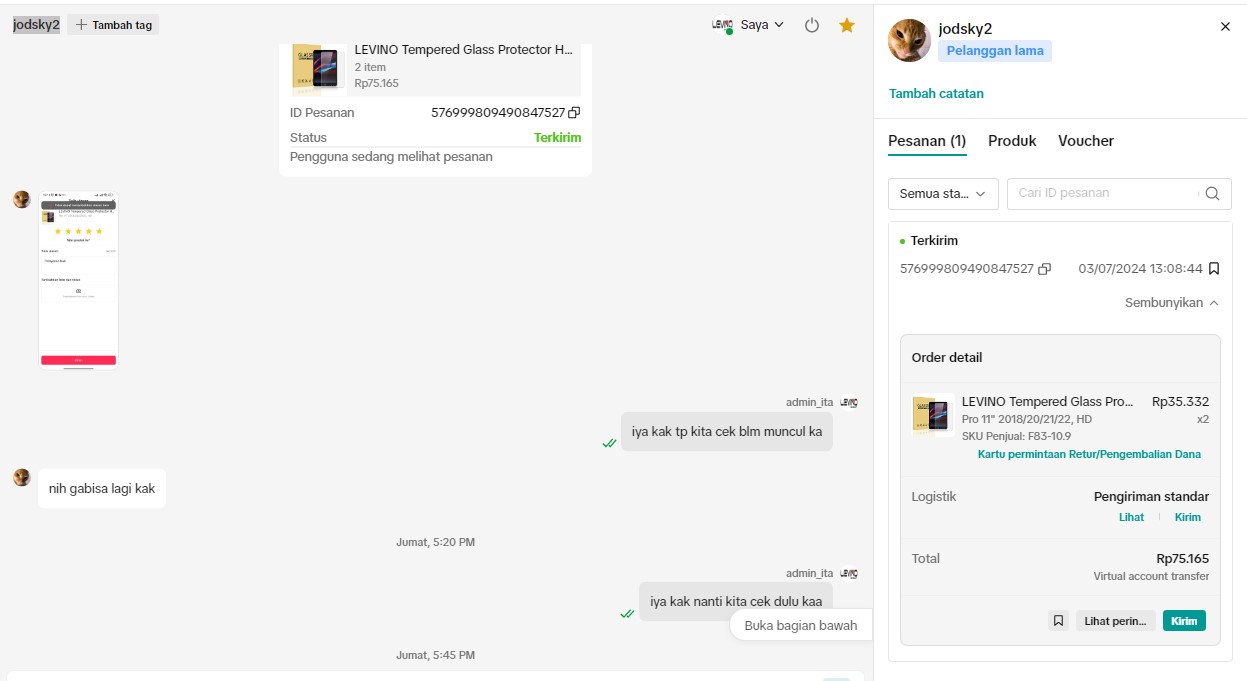 jodsky2
Tambah tag
LEVINO
Saya
LEVINO Tempered Glass Protector H...
2 item
Rp75.165
ID Pesanan
576999809490847527
Status
Terkirim
Pengguna sedang melihat pesanan
admin_ita
LEVINO
iya kak tp kita cek blm muncul ka
nih gabisa lagi kak
Jumat, 5:20 PM
admin_ita
LEVINO
iya kak nanti kita cek dulu kaa
Buka bagian bawah
Jumat, 5:45 PM
jodsky2
Pelanggan lama
Tambah catatan
Pesanan (1)
Produk
Voucher
Semua sta...
Cari ID pesanan
Terkirim
576999809490847527
03/07/2024 13:08:44
Sembunyikan
Order detail
LEVINO Tempered Glass Pro...
Rp35.332
Pro 11" 2018/20/21/22, HD
x2
SKU Penjual: F83-10.9
Kartu permintaan Retur/Pengembalian Dana
Logistik
Pengiriman standar
Lihat
Kirim
Total
Rp75.165
Virtual account transfer
Lihat perin...
Kirim